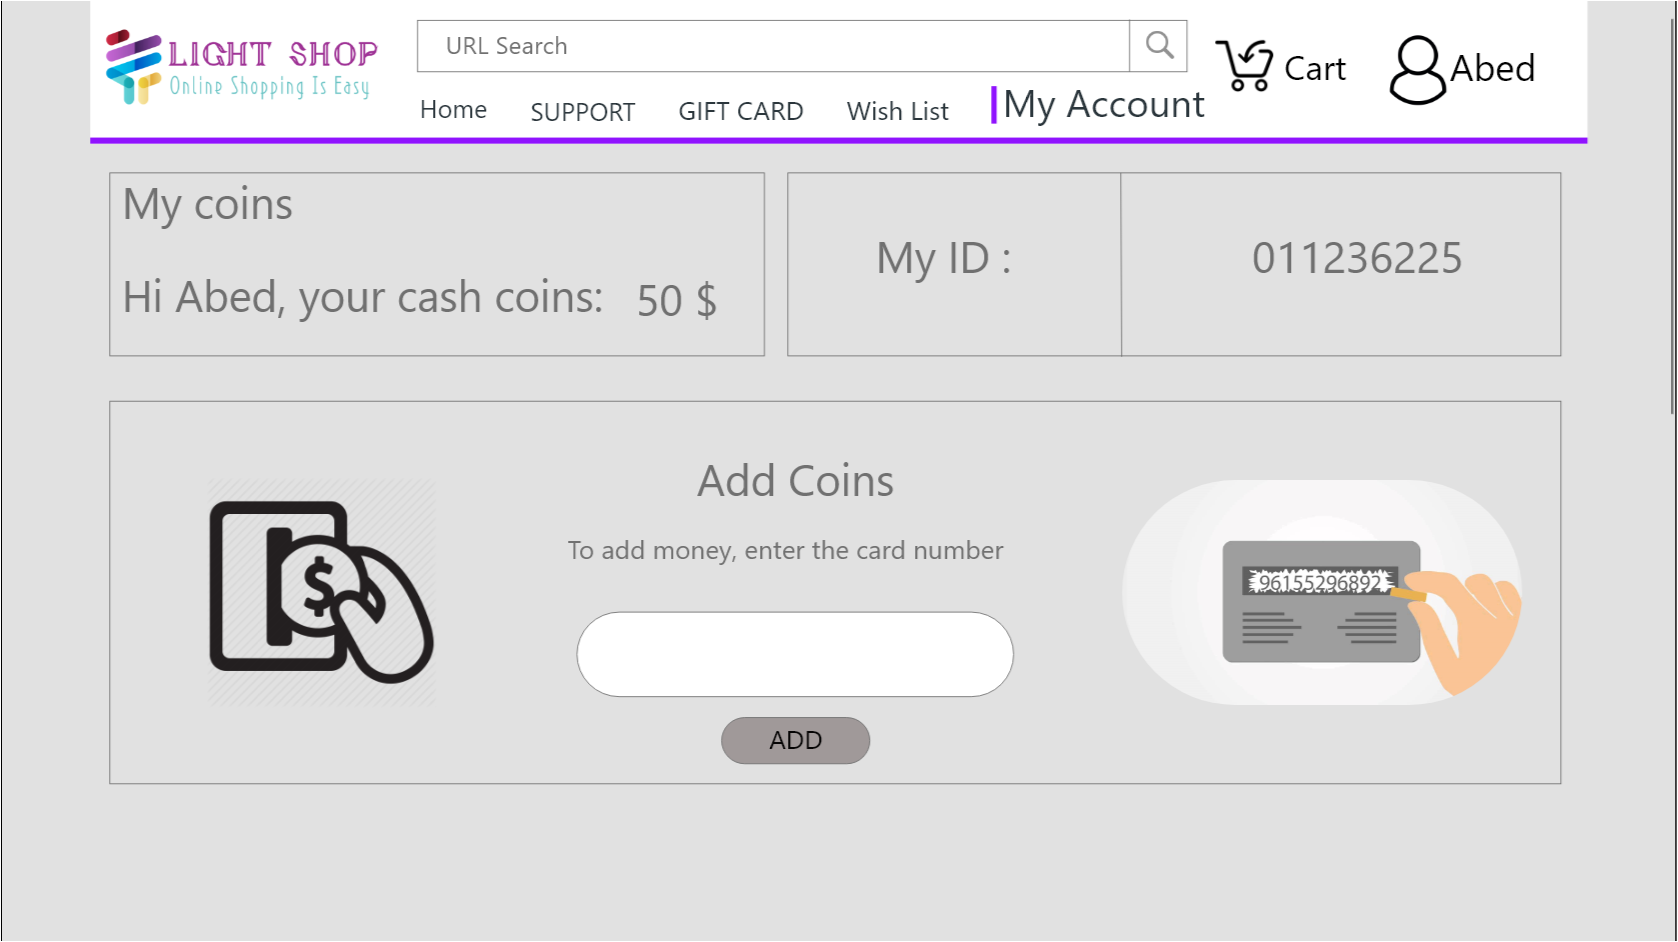 LIGHT SHOP
Online Shopping Is Easy
URL Search
Cart
Abed
Home
SUPPORT
GIFT CARD
Wish List
My Account
My coins
Hi Abed, your cash coins: 50 $
My ID :
011236225
Add Coins
To add money, enter the card number
$
96155296892
ADD